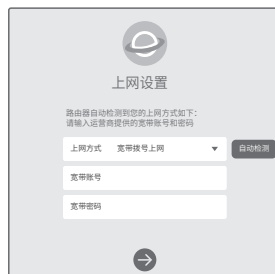 上网设置
路由器自动检测到您的上网方式如下：
请输入运营商提供的宽带账号和密码
上网方式 宽带拨号上网 自动检测
宽带账号
宽带密码